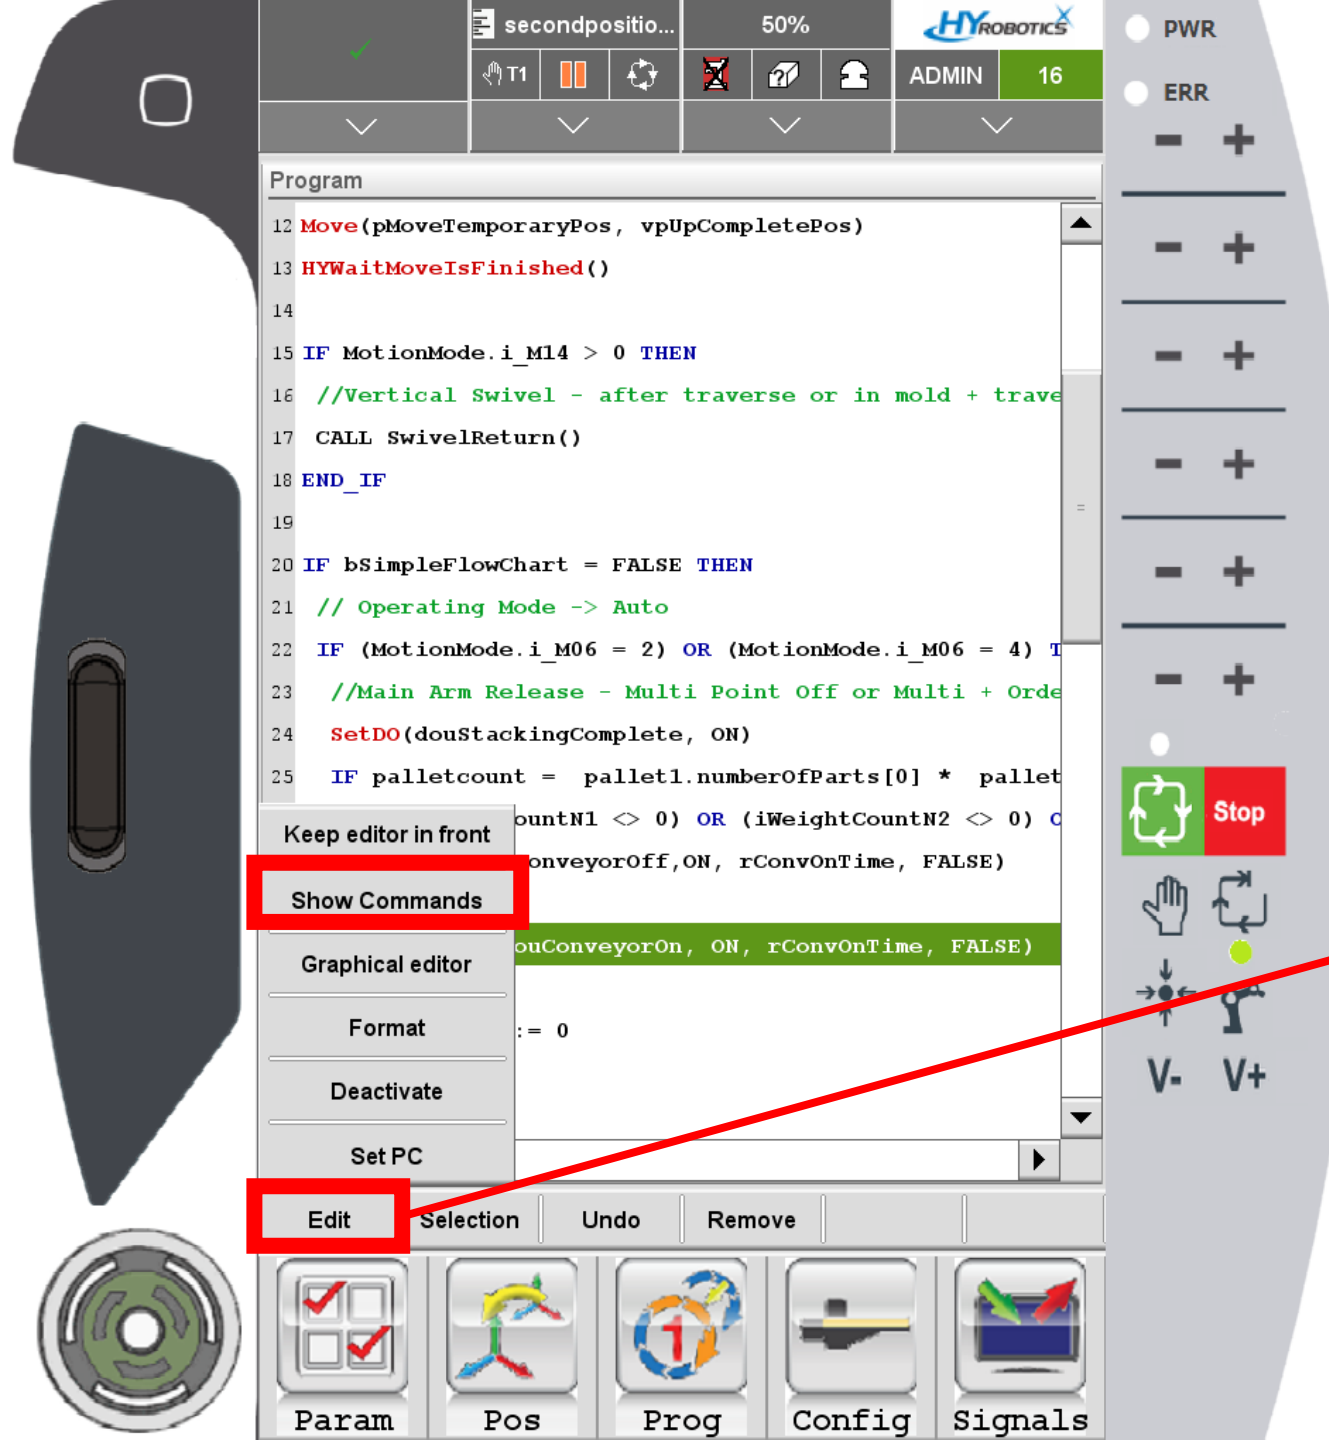 secondpositio...
50%
HYROBOTICS
PWR
T1
ADMIN
16
ERR
Program
12 Move(pMoveTemporaryPos, vpUpCompletePos)
13 HYWaitMoveIsFinished()
14
15 IF MotionMode.i_M14 > 0 THEN
16 //Vertical Swivel - after traverse or in mold + trave
17 CALL SwivelReturn()
18 END_IF
19
20 IF bSimpleFlowChart = FALSE THEN
21 // Operating Mode -> Auto
22 IF (MotionMode.i_M06 = 2) OR (MotionMode.i_M06 = 4) T
23 //Main Arm Release - Multi Point Off or Multi + Orde
24 SetDO(douStackingComplete, ON)
25 IF palletcount = pallet1.numberOfParts[0] * pallet
ountN1 <> 0) OR (iWeightCountN2 <> 0) O
onveyorOff,ON, rConvOnTime, FALSE)
ouConveyorOn, ON, rConvOnTime, FALSE)
:= 0
Keep editor in front
Show Commands
Graphical editor
Format
Deactivate
Set PC
Edit
Selection
Undo
Remove
Stop
V-
V+
Param
Pos
1
Prog
Config
Signals